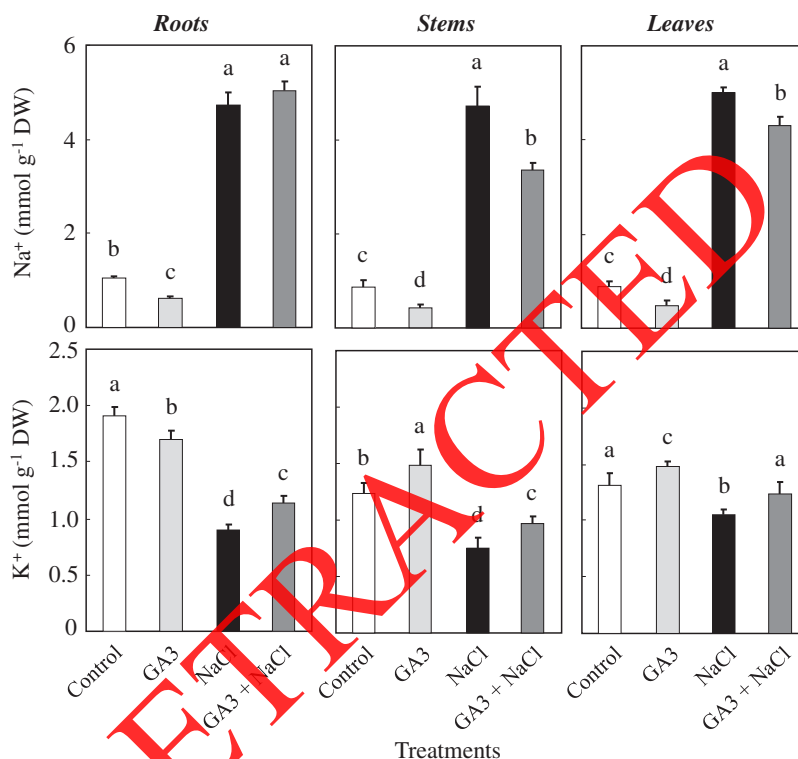 Roots Stems Leaves
Na⁺ (mmol g⁻¹ DW)
6
4
2
0
b c a a
c d a b
c d a b
K⁺ (mmol g⁻¹ DW)
2.5
2.0
1.5
1.0
0.5
0
a b d c
b a d c
a c b a
Control GA3 NaCl GA3 + NaCl
Control GA3 NaCl GA3 + NaCl
Control GA3 NaCl GA3 + NaCl
Treatments
ETRACTED